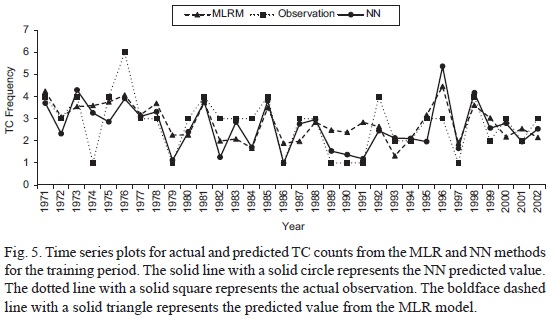 MLRM Observation NN
7
6
5
4
3
2
1
0
TC Frequency
1971 1972 1973 1974 1975 1976 1977 1978 1979 1980 1981 1982 1983 1984 1985 1986 1987 1988 1989 1990 1991 1992 1993 1994 1995 1996 1997 1998 1999 2000 2001 2002
Year
Fig. 5. Time series plots for actual and predicted TC counts from the MLR and NN methods
for the training period. The solid line with a solid circle represents the NN predicted value.
The dotted line with a solid square represents the actual observation. The boldface dashed
line with a solid triangle represents the predicted value from the MLR model.